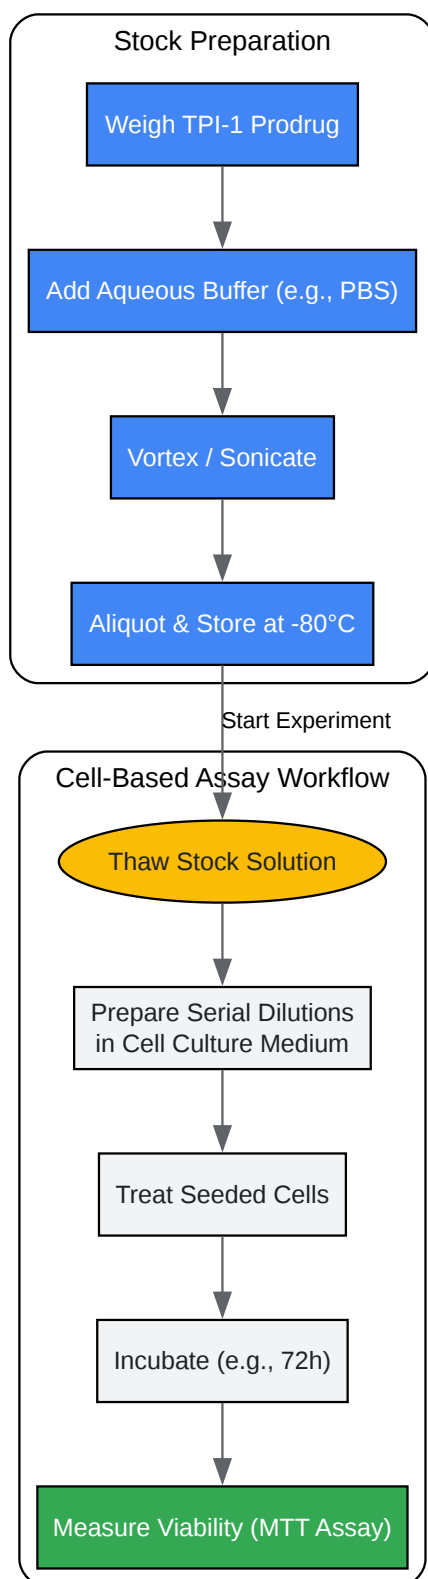 Stock Preparation
Weigh TPI-1 Prodrug
Add Aqueous Buffer (e.g., PBS)
Vortex / Sonicate
Aliquot & Store at -80°C
Start Experiment
Cell-Based Assay Workflow
Thaw Stock Solution
Prepare Serial Dilutions
in Cell Culture Medium
Treat Seeded Cells
Incubate (e.g., 72h)
Measure Viability (MTT Assay)